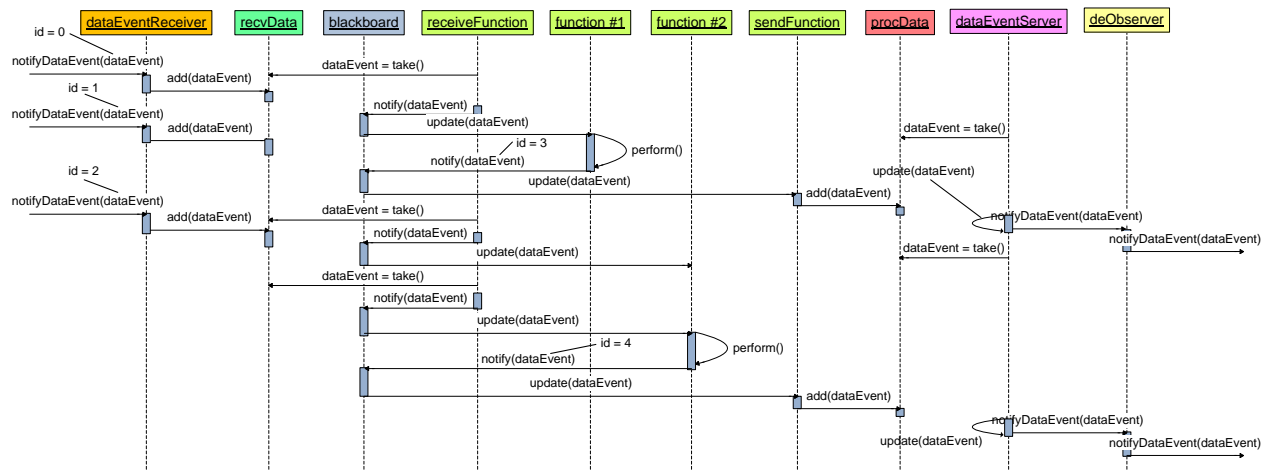 dataEventReceiver
recvData
blackboard
receiveFunction
function #1
function #2
sendFunction
procData
dataEventServer
deObserver
id = 0
notifyDataEvent(dataEvent)
add(dataEvent)
dataEvent = take()
id = 1
notify(dataEvent)
notifyDataEvent(dataEvent)
add(dataEvent)
update(dataEvent)
dataEvent = take()
id = 3
perform()
notify(dataEvent)
id = 2
update(dataEvent)
update(dataEvent)
add(dataEvent)
notifyDataEvent(dataEvent)
add(dataEvent)
dataEvent = take()
notifyDataEvent(dataEvent)
notify(dataEvent)
notifyDataEvent(dataEvent)
update(dataEvent)
dataEvent = take()
dataEvent = take()
notify(dataEvent)
update(dataEvent)
id = 4
perform()
notify(dataEvent)
update(dataEvent)
add(dataEvent)
notifyDataEvent(dataEvent)
update(dataEvent)
notifyDataEvent(dataEvent)